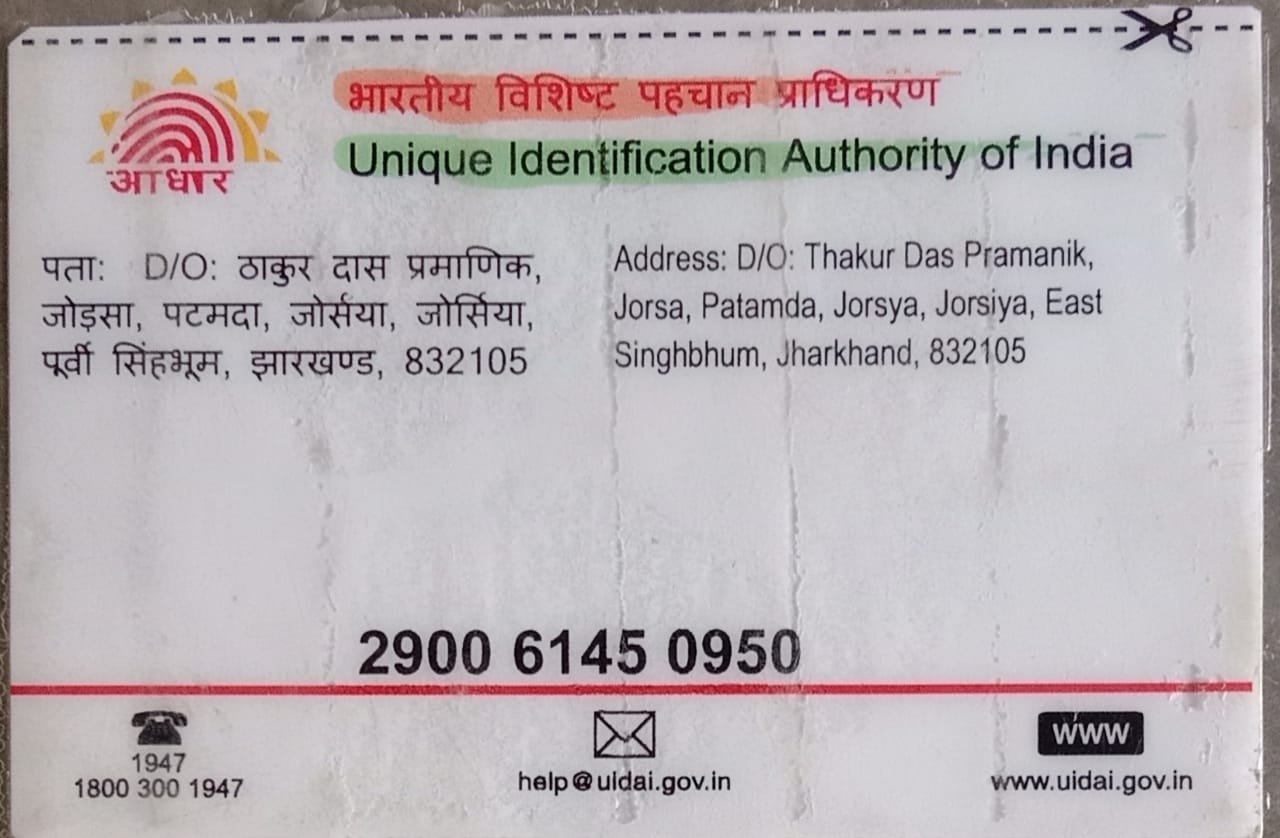 भारतीय विशिष्ट पहचान प्राधिकरण
Unique Identification Authority of India
आधार
पता: D/O: ठाकुर दास प्रमाणिक,
जोड़सा, पटमदा, जोर्सया, जोर्सिया,
पूर्वी सिंहभूम, झारखण्ड, 832105
Address: D/O: Thakur Das Pramanik,
Jorsa, Patamda, Jorsya, Jorsiya, East
Singhbhum, Jharkhand, 832105
2900 6145 0950
1947
1800 300 1947
help@uidai.gov.in
www
www.uidai.gov.in